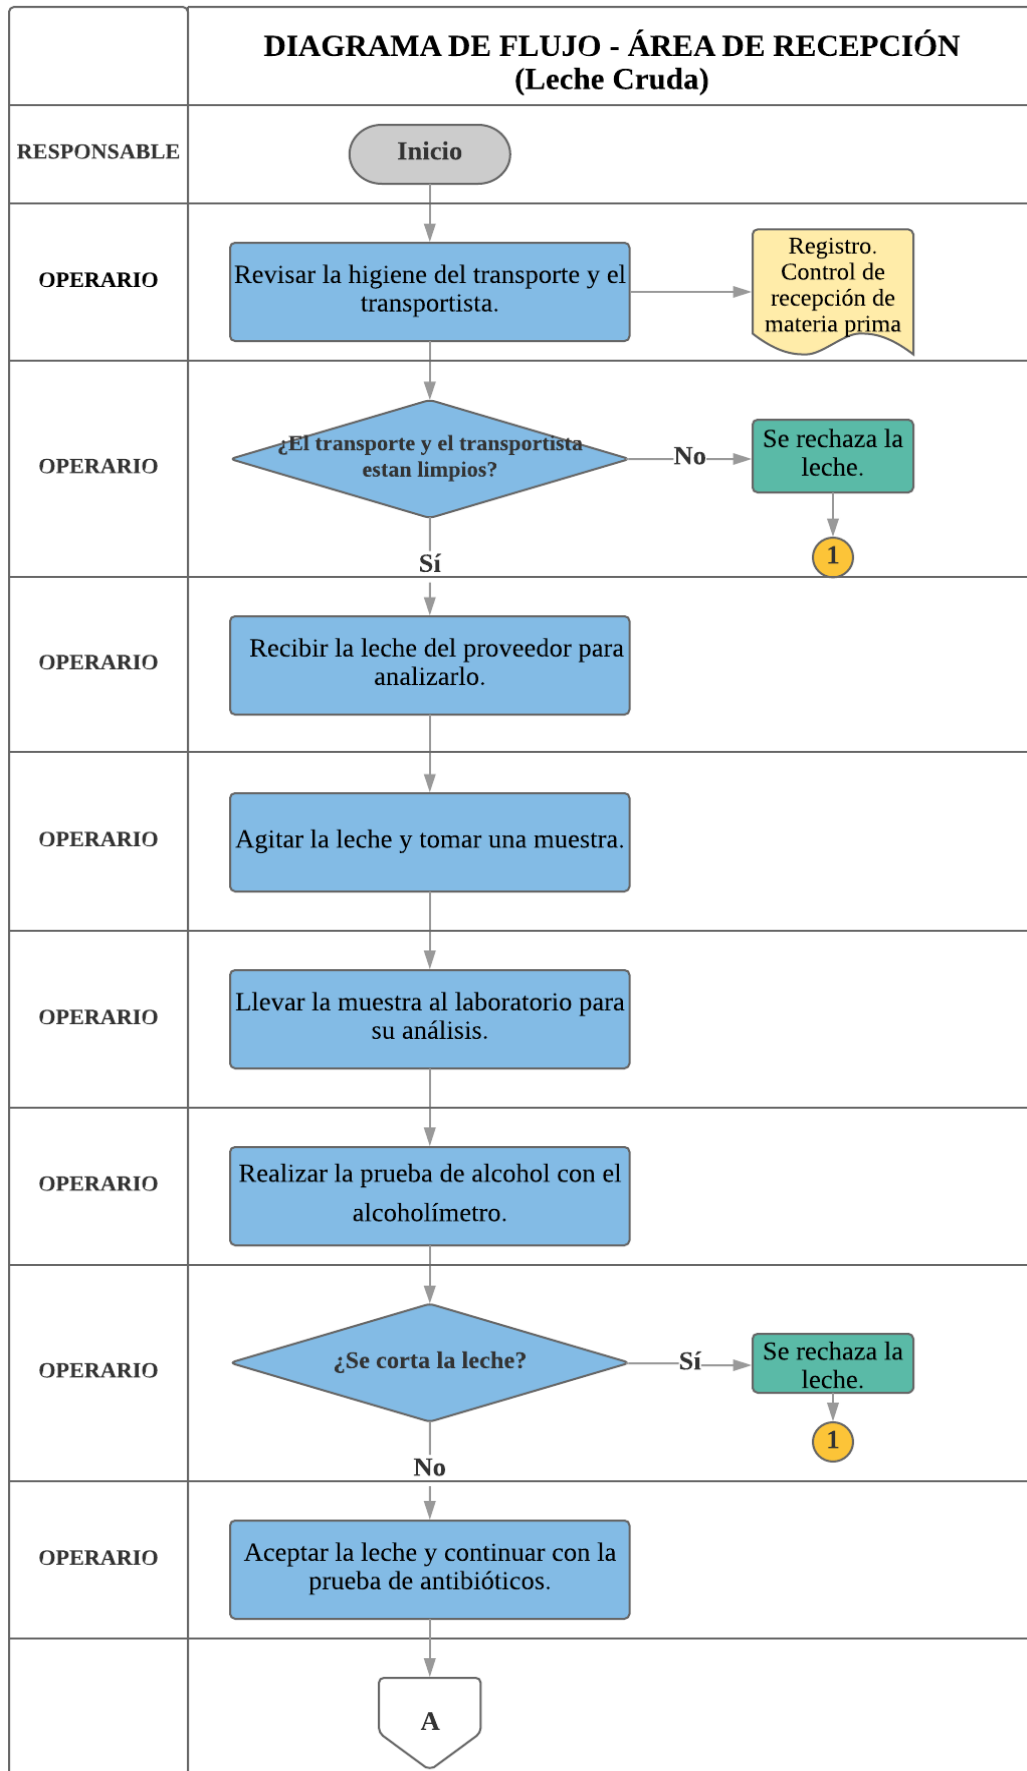 DIAGRAMA DE FLUJO - ÁREA DE RECEPCIÓN
(Leche Cruda)
RESPONSABLE
Inicio
OPERARIO
Revisar la higiene del transporte y el
transportista.
Registro.
Control de
recepción de
materia prima
OPERARIO
¿El transporte y el transportista
estan limpios?
No
Se rechaza la
leche.
1
Sí
OPERARIO
Recibir la leche del proveedor para
analizarlo.
OPERARIO
Agitar la leche y tomar una muestra.
OPERARIO
Llevar la muestra al laboratorio para
su análisis.
OPERARIO
Realizar la prueba de alcohol con el
alcoholímetro.
OPERARIO
¿Se corta la leche?
Sí
Se rechaza la
leche.
1
No
OPERARIO
Aceptar la leche y continuar con la
prueba de antibióticos.
A